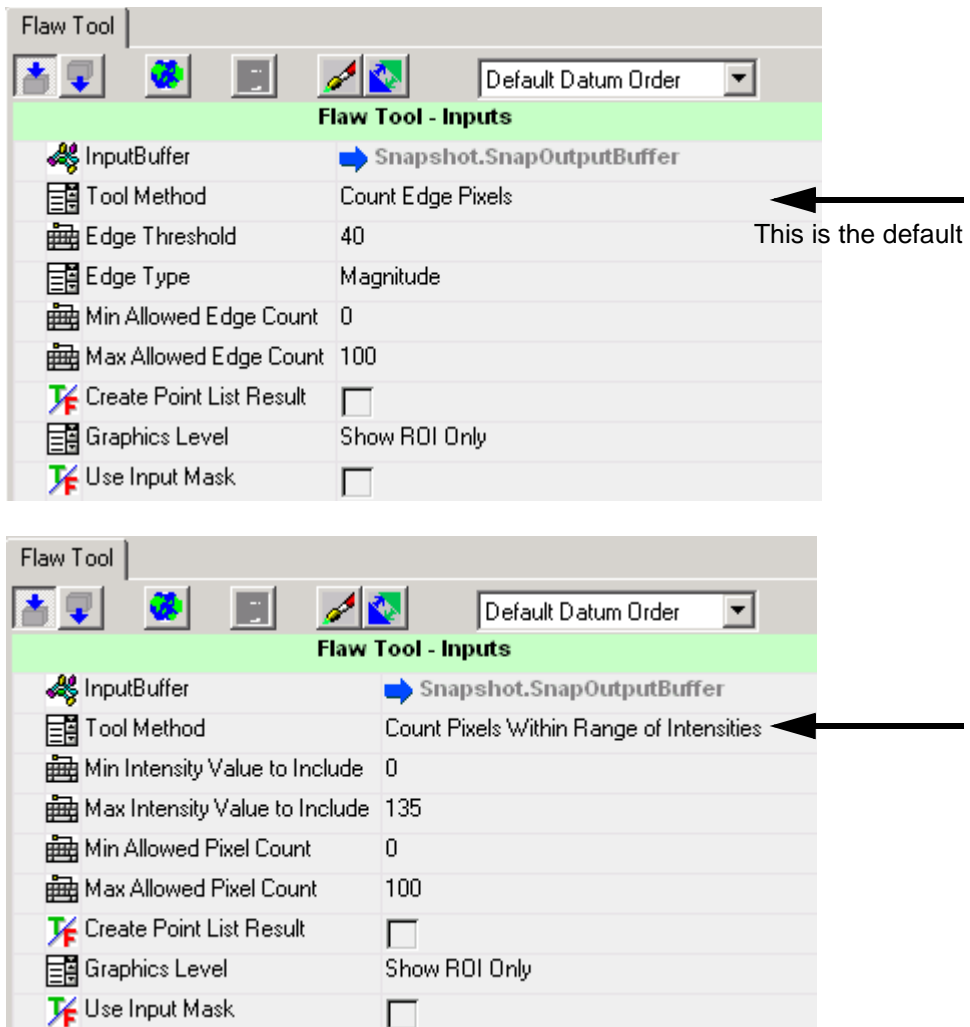 Flaw Tool
Default Datum Order
Flaw Tool - Inputs
InputBuffer Snapshot.SnapOutputBuffer
Tool Method Count Edge Pixels
This is the default
Edge Threshold 40
Edge Type Magnitude
Min Allowed Edge Count 0
Max Allowed Edge Count 100
T/F Create Point List Result
Graphics Level Show ROI Only
T/F Use Input Mask
Flaw Tool
Default Datum Order
Flaw Tool - Inputs
InputBuffer Snapshot.SnapOutputBuffer
Tool Method Count Pixels Within Range of Intensities
Min Intensity Value to Include 0
Max Intensity Value to Include 135
Min Allowed Pixel Count 0
Max Allowed Pixel Count 100
T/F Create Point List Result
Graphics Level Show ROI Only
T/F Use Input Mask